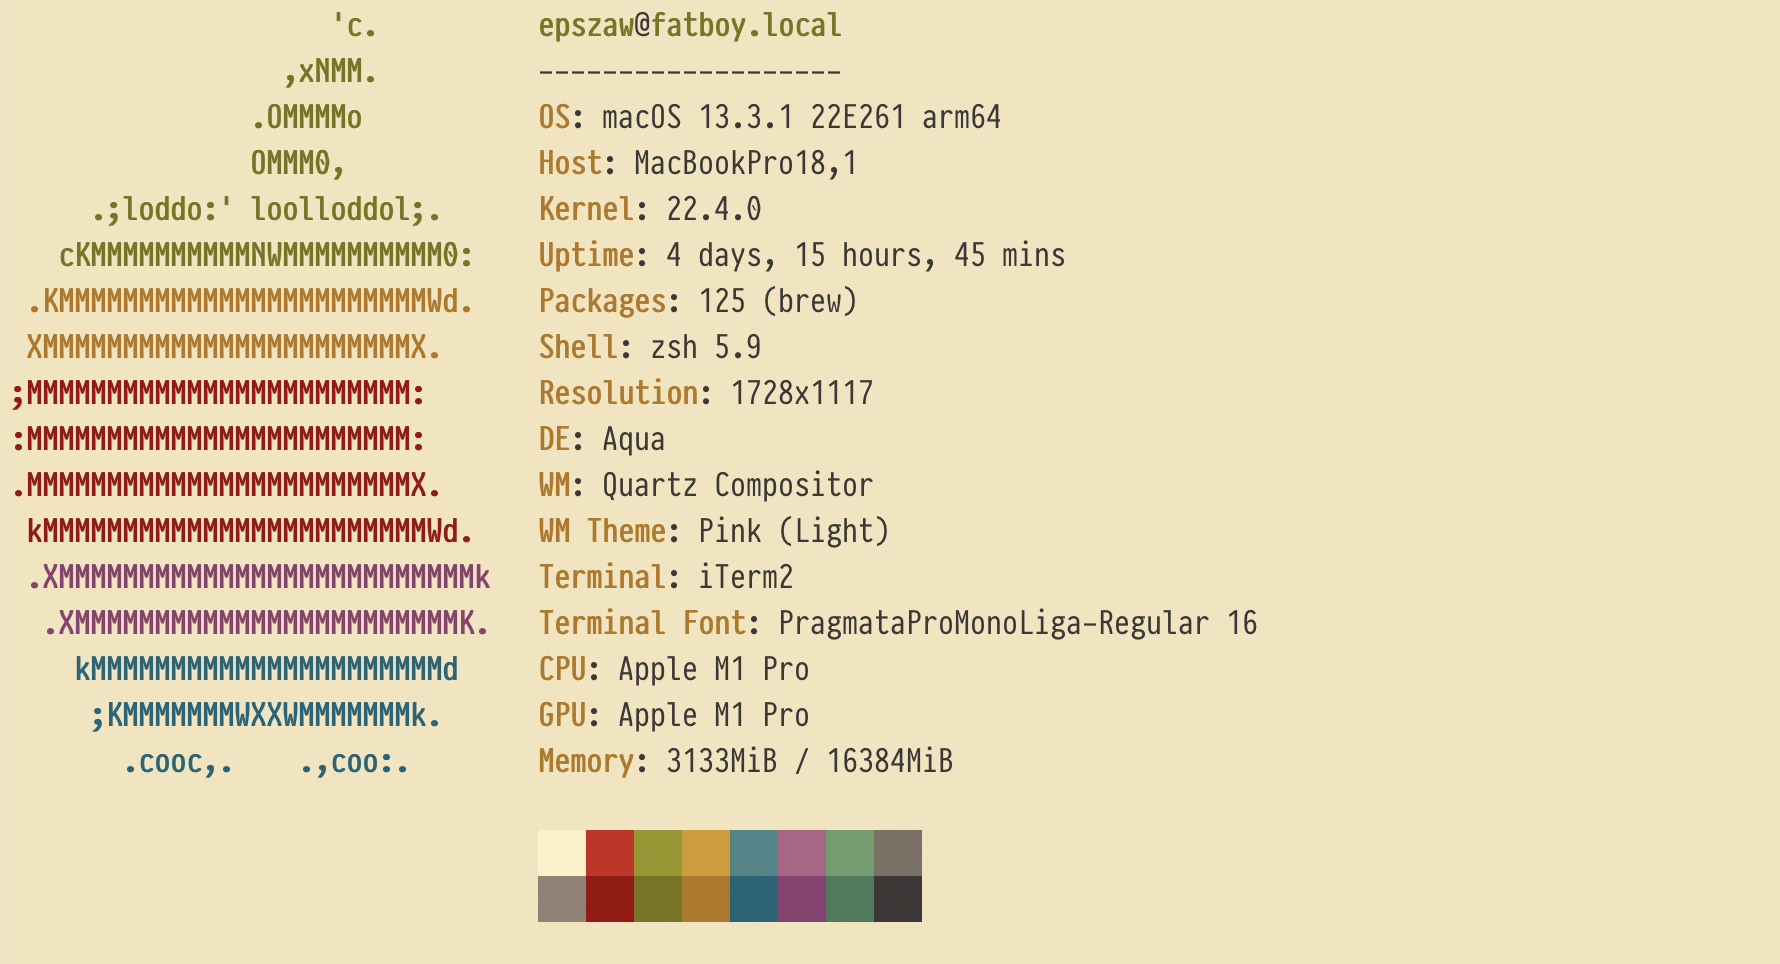 'c.          epszaw@fatboy.local
,xNMM.       -------------------
.OMMMMo        OS: macOS 13.3.1 22E261 arm64
OMMM0,         Host: MacBookPro18,1
.;loddo:' loolloddol;.      Kernel: 22.4.0
cKMMMMMMMMMMNWMMMMMMMMMM0:    Uptime: 4 days, 15 hours, 45 mins
.KMMMMMMMMMMMMMMMMMMMMMMMWd.    Packages: 125 (brew)
XMMMMMMMMMMMMMMMMMMMMMMMX.      Shell: zsh 5.9
;MMMMMMMMMMMMMMMMMMMMMMMM:       Resolution: 1728x1117
:MMMMMMMMMMMMMMMMMMMMMMMM:       DE: Aqua
.MMMMMMMMMMMMMMMMMMMMMMMMX.      WM: Quartz Compositor
kMMMMMMMMMMMMMMMMMMMMMMMMWd.    WM Theme: Pink (Light)
.XMMMMMMMMMMMMMMMMMMMMMMMMMMk   Terminal: iTerm2
.XMMMMMMMMMMMMMMMMMMMMMMMMK.   Terminal Font: PragmataProMonoLiga-Regular 16
kMMMMMMMMMMMMMMMMMMMMMMd     CPU: Apple M1 Pro
;KMMMMMMMWXXWMMMMMMMk.      GPU: Apple M1 Pro
.cooc,.    .,coo:.        Memory: 3133MiB / 16384MiB